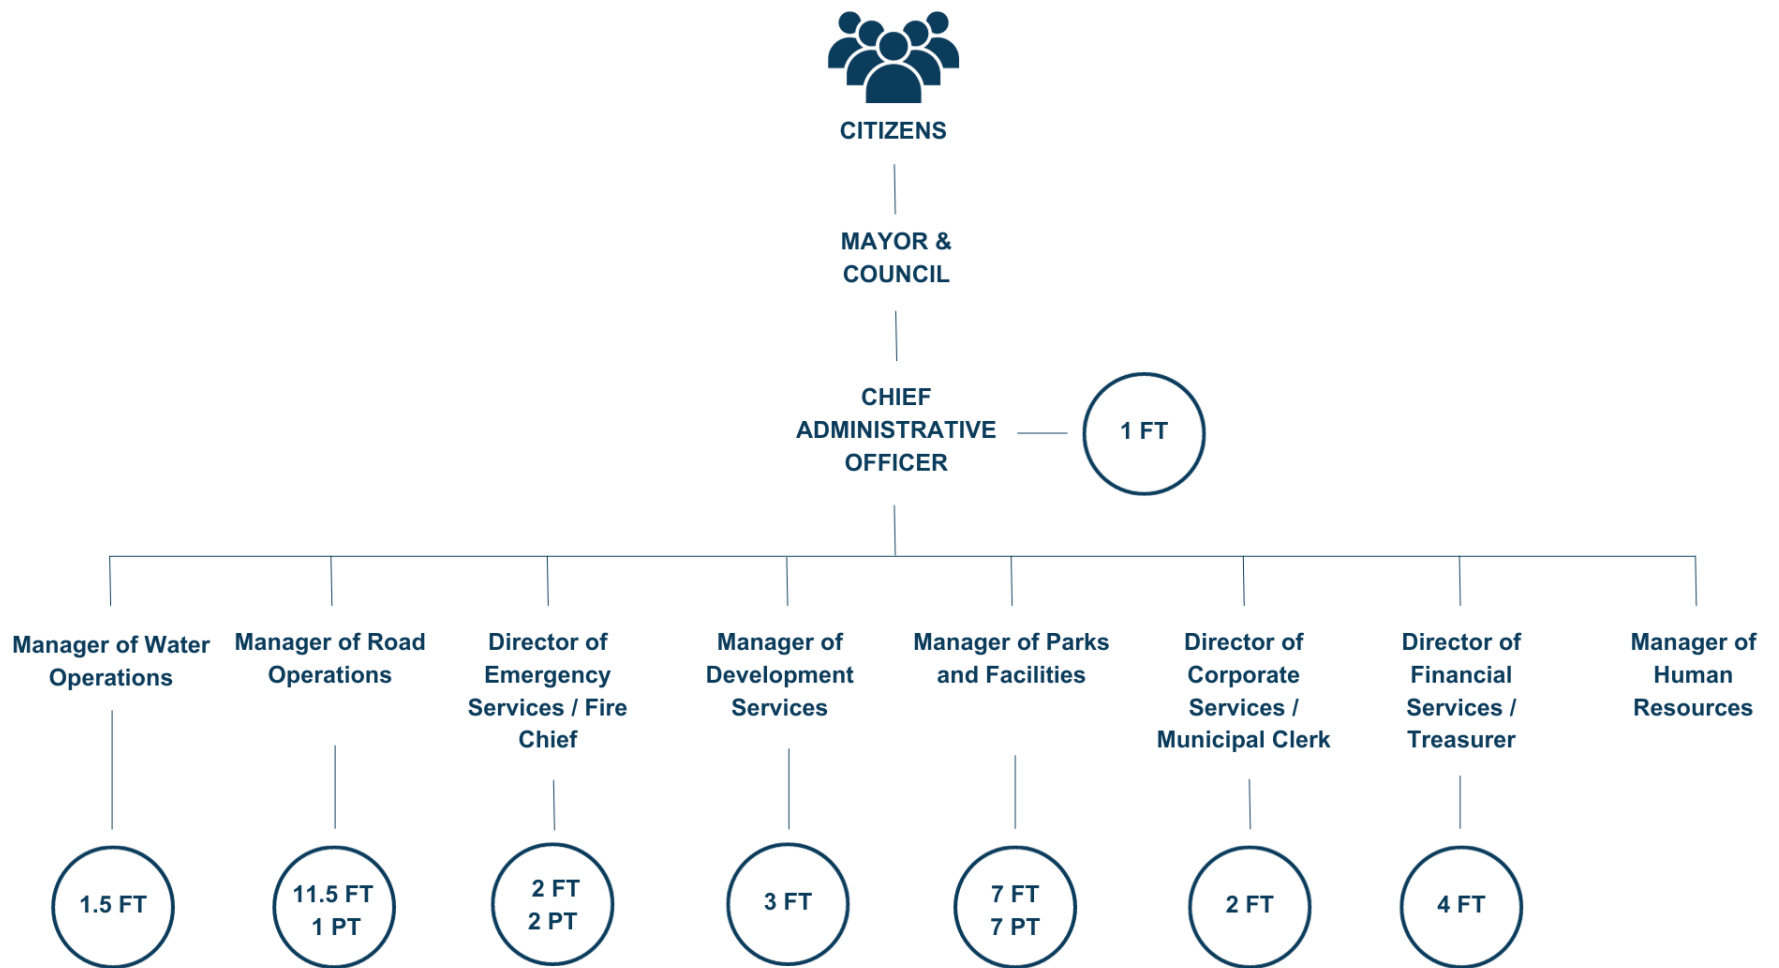 CITIZENS
MAYOR &
COUNCIL
CHIEF
ADMINISTRATIVE
OFFICER
1 FT
Manager of Water
Operations
Manager of Road
Operations
Director of
Emergency
Services / Fire
Chief
Manager of
Development
Services
Manager of Parks
and Facilities
Director of
Corporate
Services /
Municipal Clerk
Director of
Financial
Services /
Treasurer
Manager of
Human
Resources
1.5 FT
11.5 FT
1 PT
2 FT
2 PT
3 FT
7 FT
7 PT
2 FT
4 FT